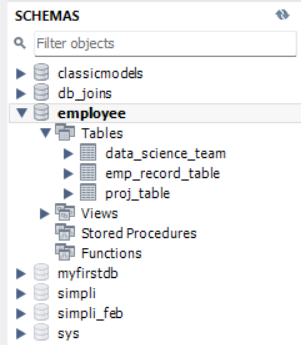 SCHEMAS
Filter objects
classicmodels
db_joins
employee
Tables
data_science_team
emp_record_table
proj_table
Views
Stored Procedures
Functions
myfirstdb
simpli
simpli_feb
sys